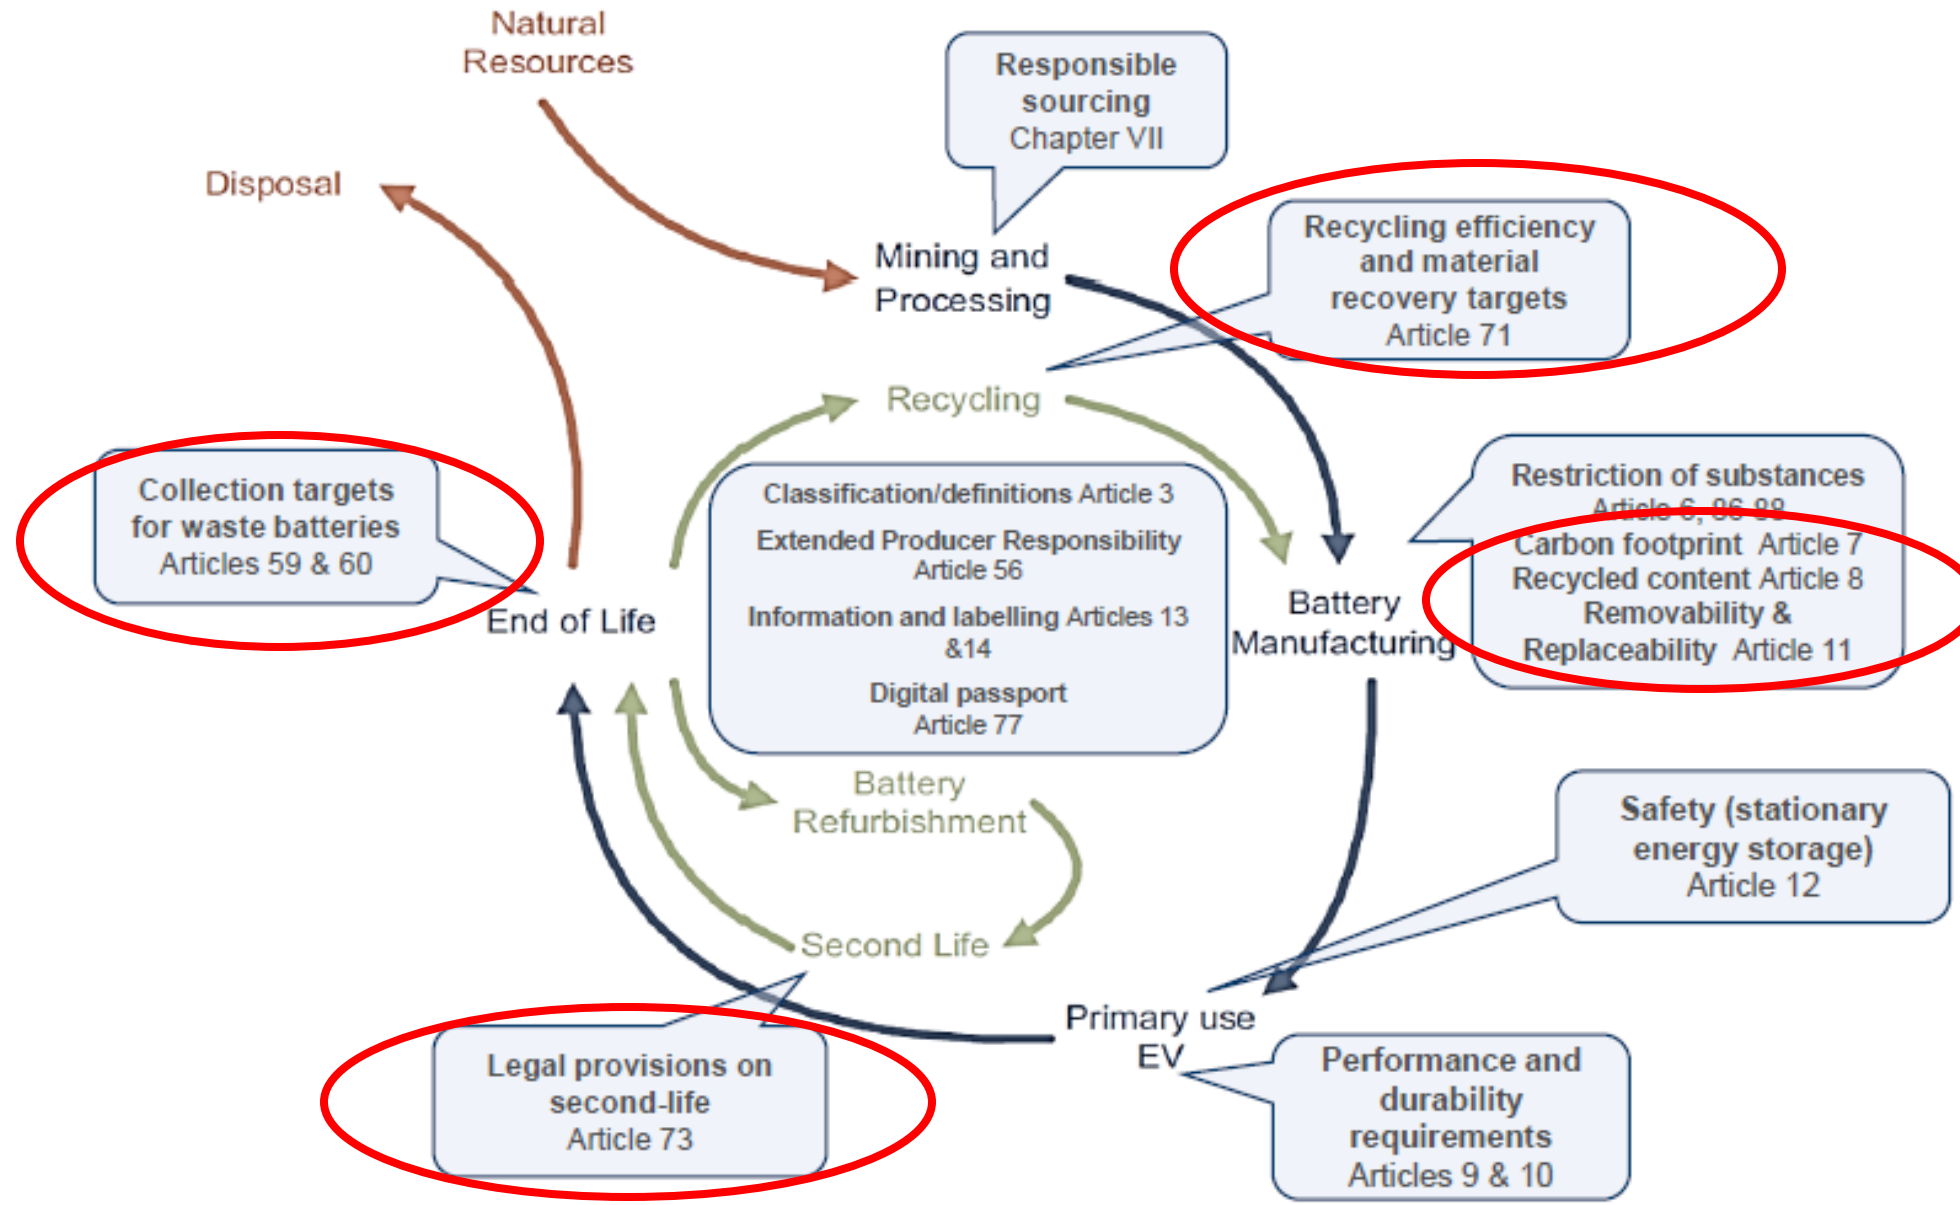 Natural
Resources
Responsible
sourcing
Chapter VII
Disposal
Recycling efficiency
and material
recovery targets
Article 71
Mining and
Processing
Recycling
Collection targets
for waste batteries
Articles 59 & 60
Classification/definitions Article 3
Extended Producer Responsibility
Article 56
Information and labelling Articles 13
&14
Digital passport
Article 77
Restriction of substances
Article 6, 86-88
Carbon footprint Article 7
Recycled content Article 8
Removability &
Replaceability Article 11
End of Life
Battery
Manufacturing
Battery
Refurbishment
Safety (stationary
energy storage)
Article 12
Second Life
Primary use
EV
Legal provisions on
second-life
Article 73
Performance and
durability
requirements
Articles 9 & 10